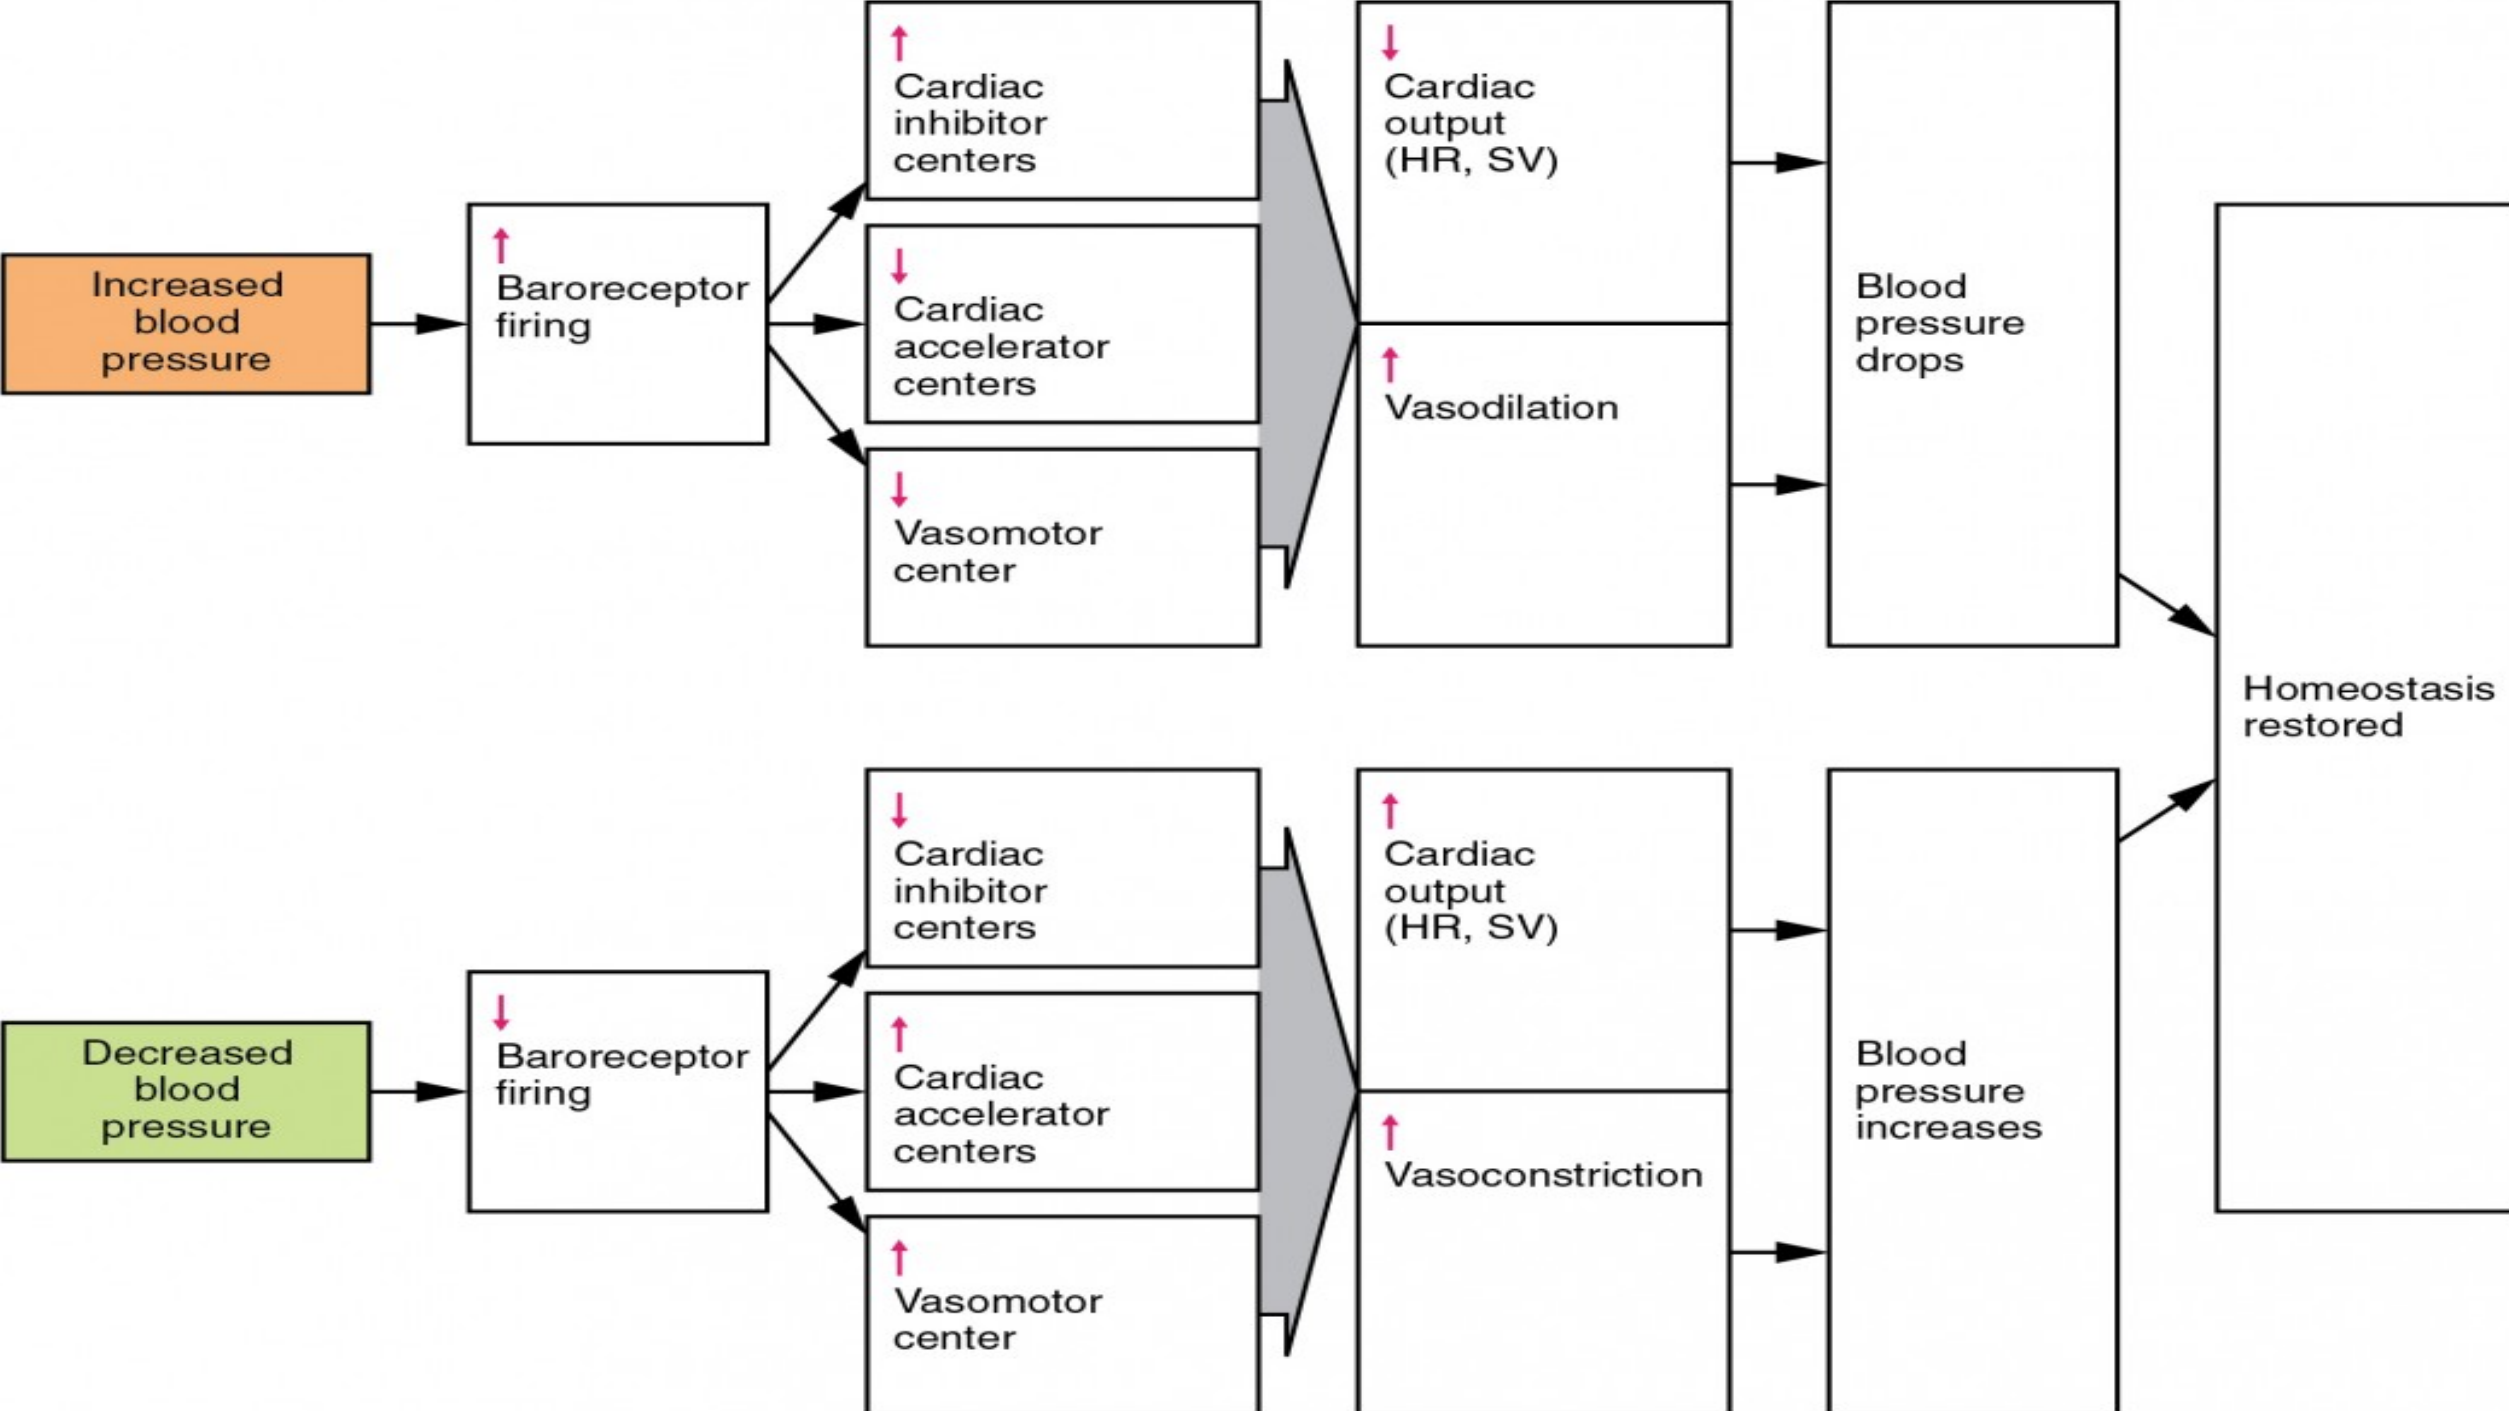 Increased
blood
pressure
↑
Baroreceptor
firing
↑
Cardiac
inhibitor
centers
↓
Cardiac
accelerator
centers
↓
Vasomotor
center
↓
Cardiac
output
(HR, SV)
↑
Vasodilation
Blood
pressure
drops
Homeostasis
restored
Decreased
blood
pressure
↓
Baroreceptor
firing
↓
Cardiac
inhibitor
centers
↑
Cardiac
accelerator
centers
↑
Vasomotor
center
↑
Cardiac
output
(HR, SV)
↑
Vasoconstriction
Blood
pressure
increases